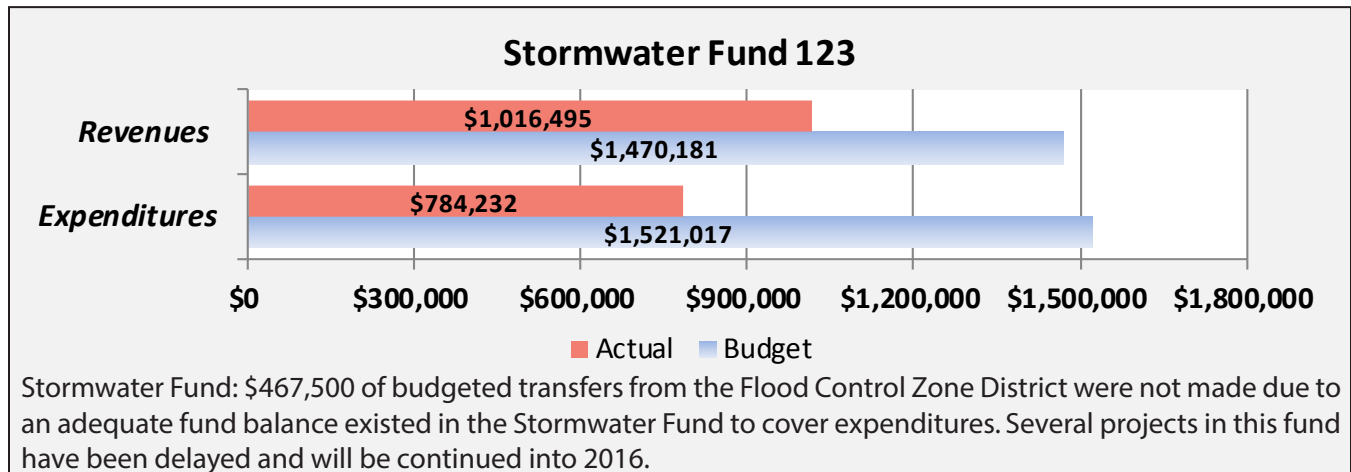 Stormwater Fund 123
Revenues
$1,016,495
$1,470,181
Expenditures
$784,232
$1,521,017
$0 $300,000 $600,000 $900,000 $1,200,000 $1,500,000 $1,800,000
Actual Budget
Stormwater Fund: $467,500 of budgeted transfers from the Flood Control Zone District were not made due to
an adequate fund balance existed in the Stormwater Fund to cover expenditures. Several projects in this fund
have been delayed and will be continued into 2016.